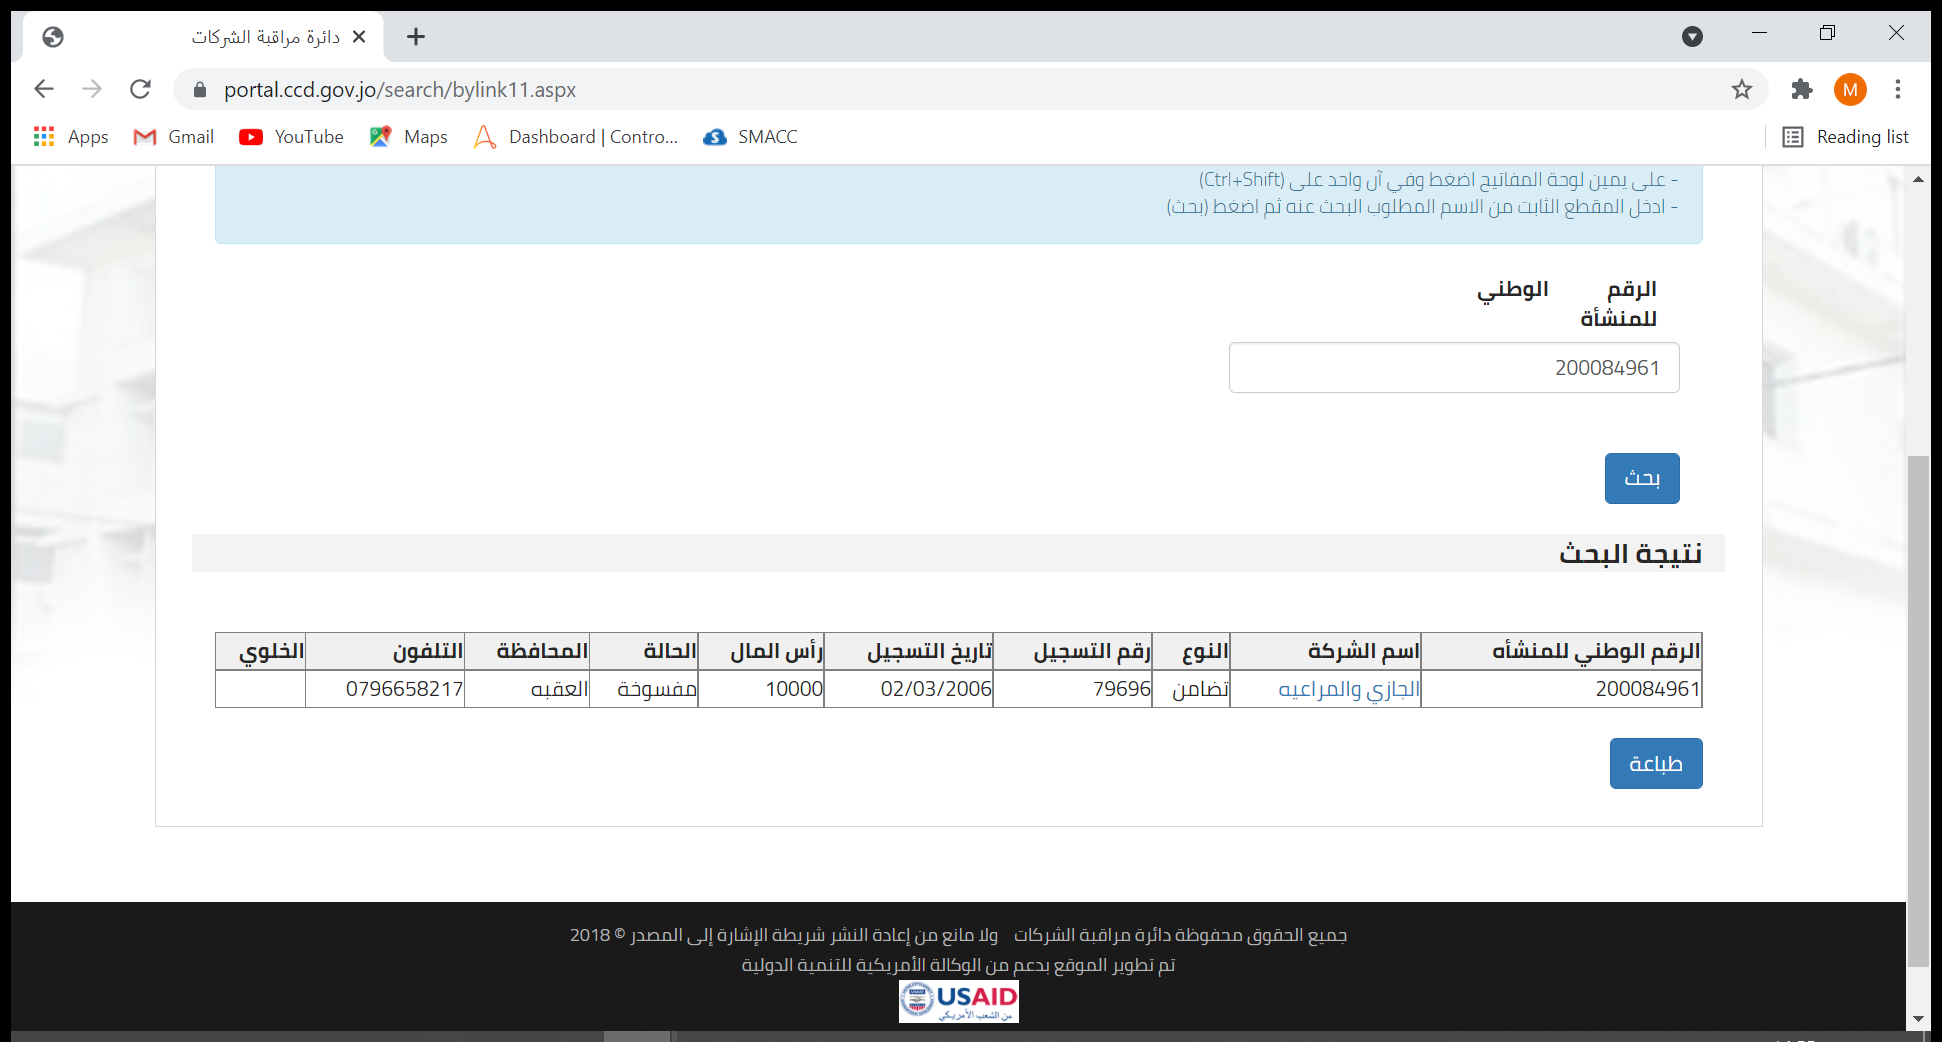 دائرة مراقبة الشركات
portal.ccd.gov.jo/search/bylink11.aspx
M
Apps Gmail YouTube Maps Dashboard | Contro... SMACC Reading list
- على يمين لوحة المفاتيح اضغط وفي آن واحد على (Ctrl+Shift)
- ادخل المقطع الثابت من الاسم المطلوب البحث عنه ثم اضغط (بحث)
الرقم الوطني
للمنشأة
200084961
بحث
نتيجة البحث
الرقم الوطني للمنشأه اسم الشركة النوع رقم التسجيل تاريخ التسجيل رأس المال الحالة المحافظة التلفون الخلوي
200084961 الجازي والمراعيه تضامن 79696 02/03/2006 10000 مفسوخة العقبه 0796658217
طباعة
جميع الحقوق محفوظة دائرة مراقبة الشركات ولا مانع من إعادة النشر شريطة الإشارة إلى المصدر © 2018
تم تطوير الموقع بدعم من الوكالة الأمريكية للتنمية الدولية
USAID
من الشعب الأمريكي